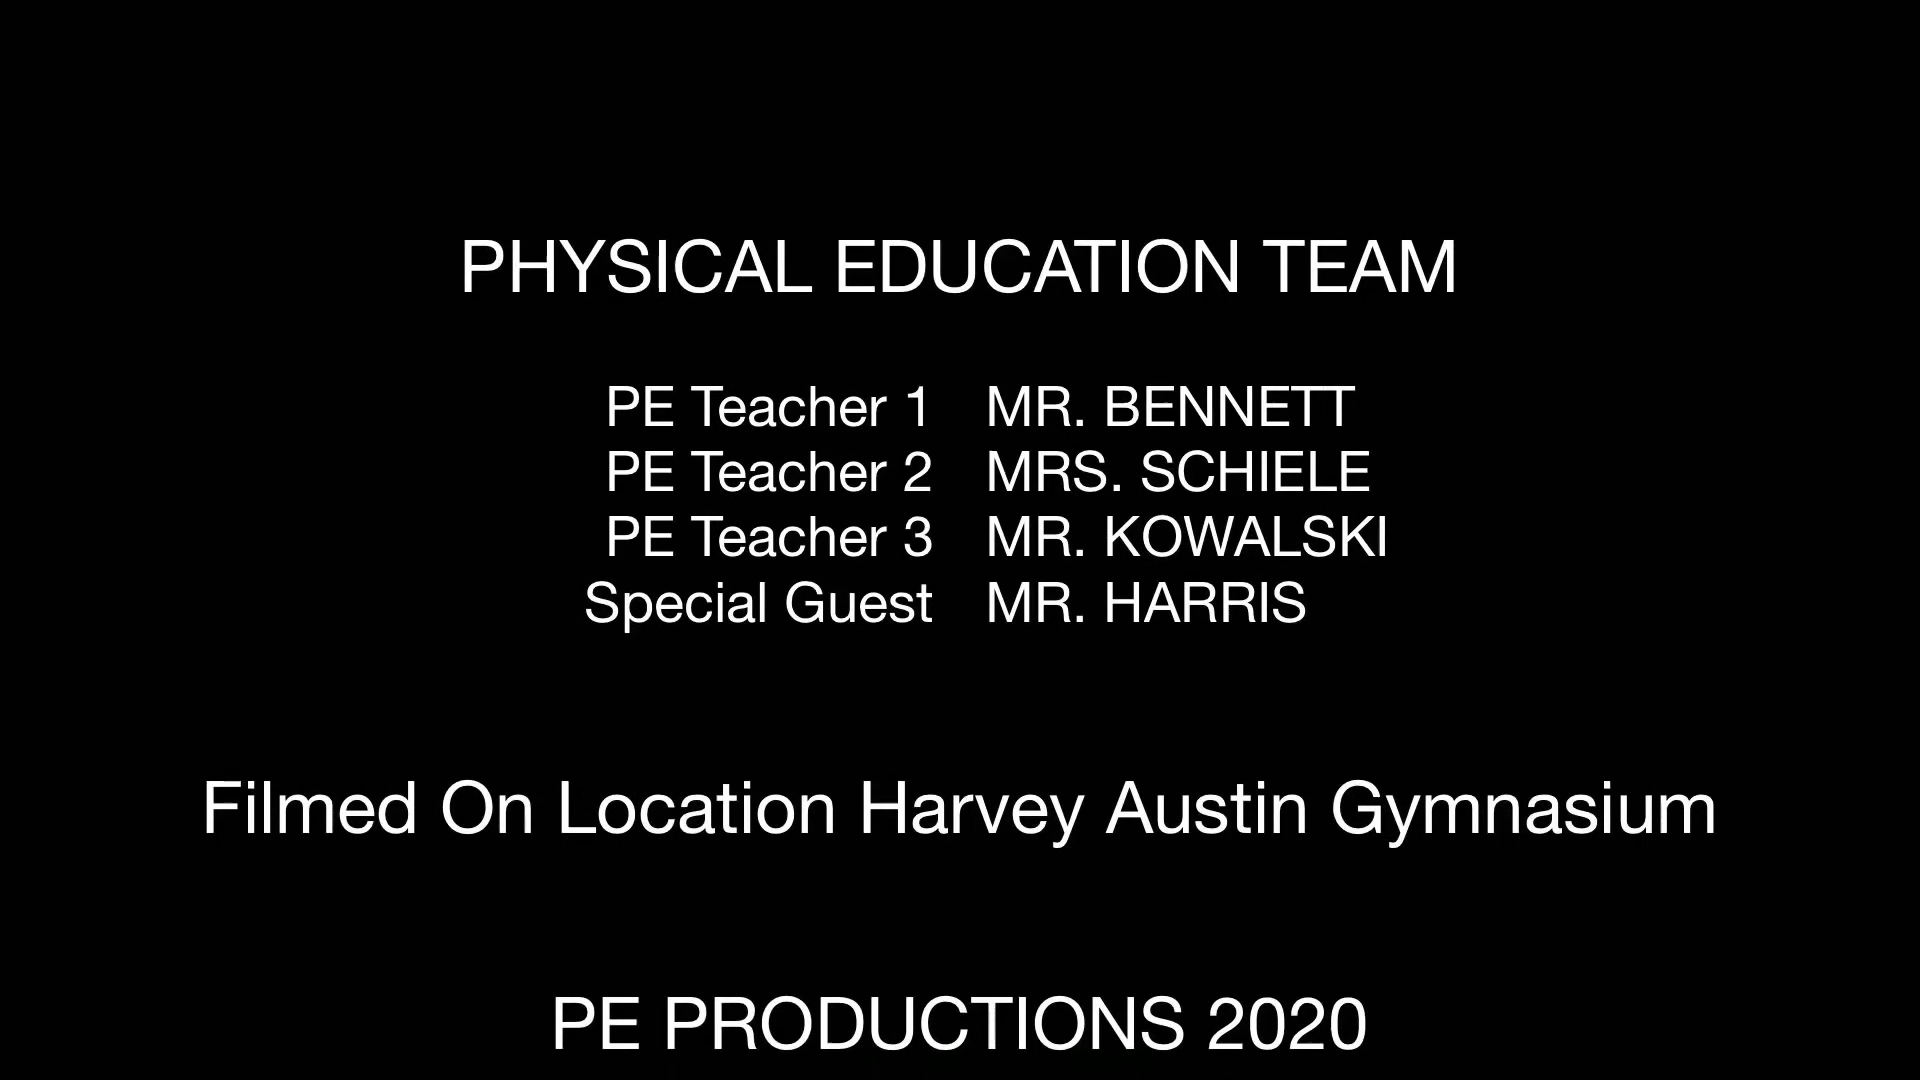 PHYSICAL EDUCATION TEAM
PE Teacher 1 MR. BENNETT
PE Teacher 2 MRS. SCHIELE
PE Teacher 3 MR. KOWALSKI
Special Guest MR. HARRIS
Filmed On Location Harvey Austin Gymnasium
PE PRODUCTIONS 2020